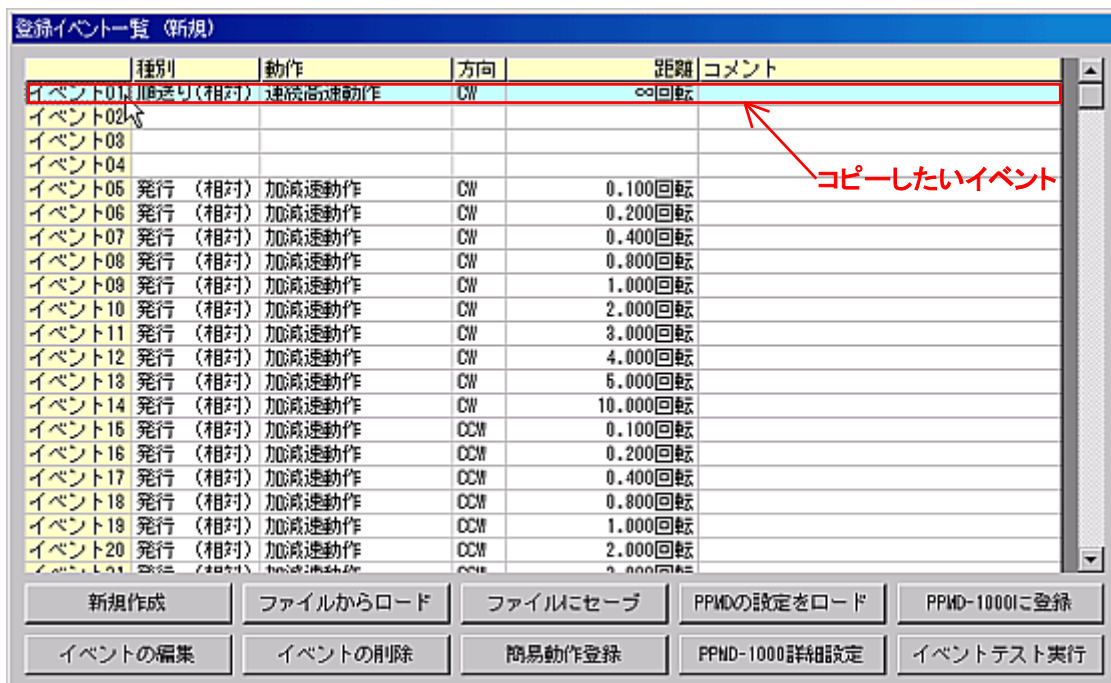 登録イベント一覧 (新規)
種別 動作 方向 距離 コメント
イベント01 順送り(相対) 連続高速動作 CW ∞回転
イベント02
イベント03
イベント04
コピーしたいイベント
イベント05 発行 (相対) 加減速動作 CW 0.100回転
イベント06 発行 (相対) 加減速動作 CW 0.200回転
イベント07 発行 (相対) 加減速動作 CW 0.400回転
イベント08 発行 (相対) 加減速動作 CW 0.800回転
イベント09 発行 (相対) 加減速動作 CW 1.000回転
イベント10 発行 (相対) 加減速動作 CW 2.000回転
イベント11 発行 (相対) 加減速動作 CW 3.000回転
イベント12 発行 (相対) 加減速動作 CW 4.000回転
イベント13 発行 (相対) 加減速動作 CW 5.000回転
イベント14 発行 (相対) 加減速動作 CW 10.000回転
イベント15 発行 (相対) 加減速動作 CCW 0.100回転
イベント16 発行 (相対) 加減速動作 CCW 0.200回転
イベント17 発行 (相対) 加減速動作 CCW 0.400回転
イベント18 発行 (相対) 加減速動作 CCW 0.800回転
イベント19 発行 (相対) 加減速動作 CCW 1.000回転
イベント20 発行 (相対) 加減速動作 CCW 2.000回転
新規作成 ファイルからロード ファイルにセーブ PPMDの設定をロード PPMD-1000に登録
イベントの編集 イベントの削除 簡易動作登録 PPMD-1000詳細設定 イベントテスト実行